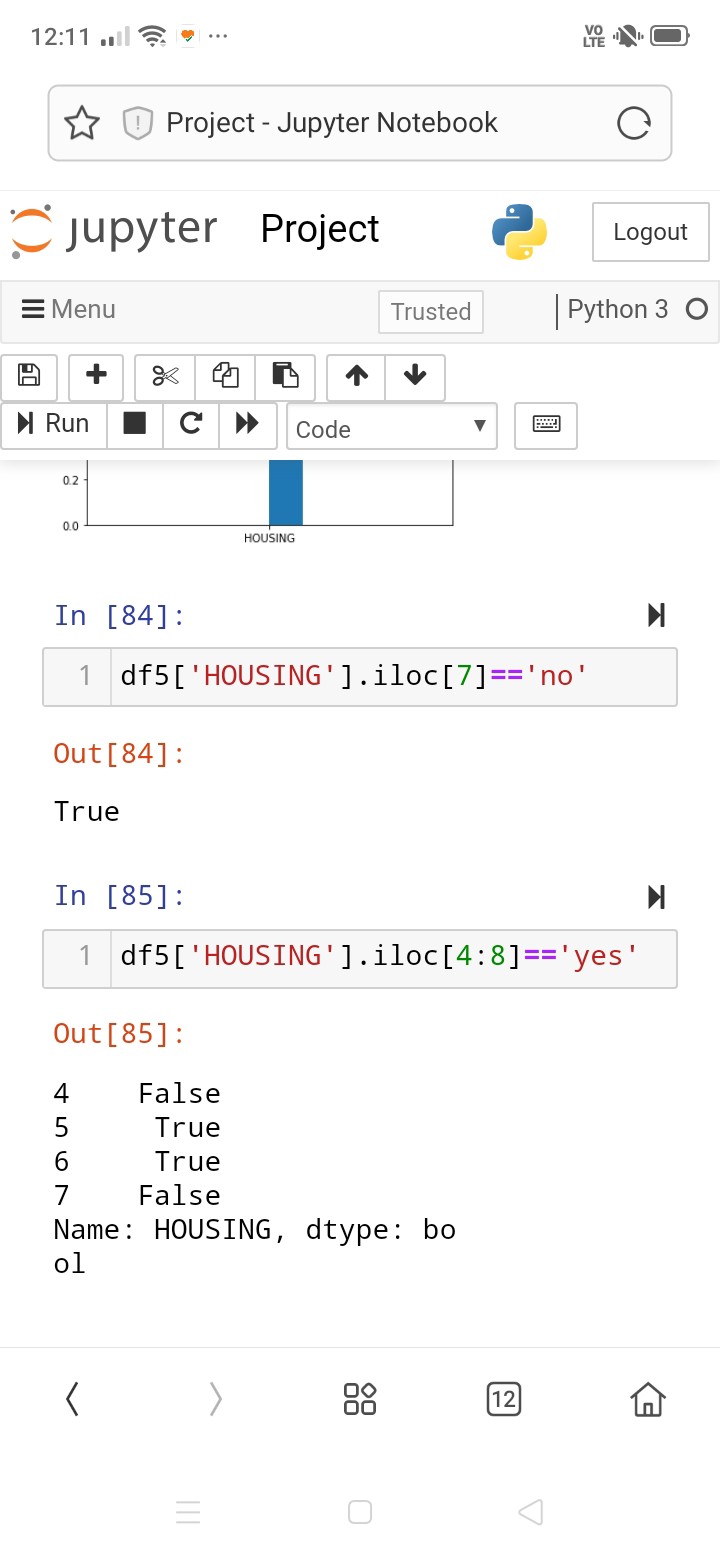 12:11 VO LTE
Project - Jupyter Notebook
jupyter Project Logout
Menu Trusted Python 3
Run Code
0.2
0.0
HOUSING
In [84]:
1 df5['HOUSING'].iloc[7]=='no'
Out[84]:
True
In [85]:
1 df5['HOUSING'].iloc[4:8]=='yes'
Out[85]:
4 False
5 True
6 True
7 False
Name: HOUSING, dtype: bo
ol
12